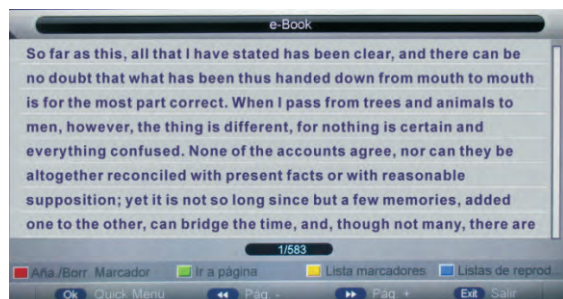 e-Book
So far as this, all that I have stated has been clear, and there can be
no doubt that what has been thus handed down from mouth to mouth
is for the most part correct. When I pass from trees and animals to
men, however, the thing is different, for nothing is certain and
everything confused. None of the accounts agree, nor can they be
altogether reconciled with present facts or with reasonable
supposition; yet it is not so long since but a few memories, added
one to the other, can bridge the time, and, though not many, there are
1/583
Aña./Borr. Marcador Ir a página Lista marcadores Listas de reprod...
Ok Quick Menu Pág. - Pág. + Exit Salir